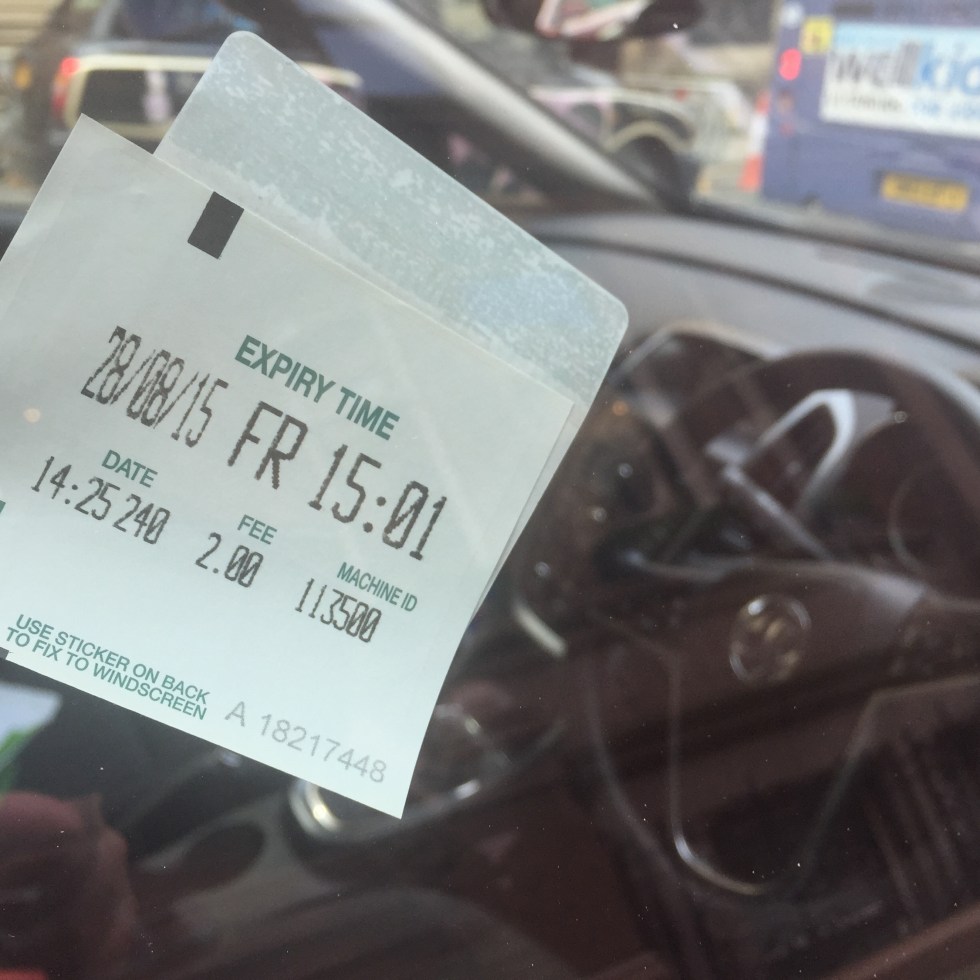 EXPIRY TIME
28/08/15 FR 15:01
DATE FEE MACHINE ID
14:25 240 2.00 113500
USE STICKER ON BACK
TO FIX TO WINDSCREEN
A 18217448